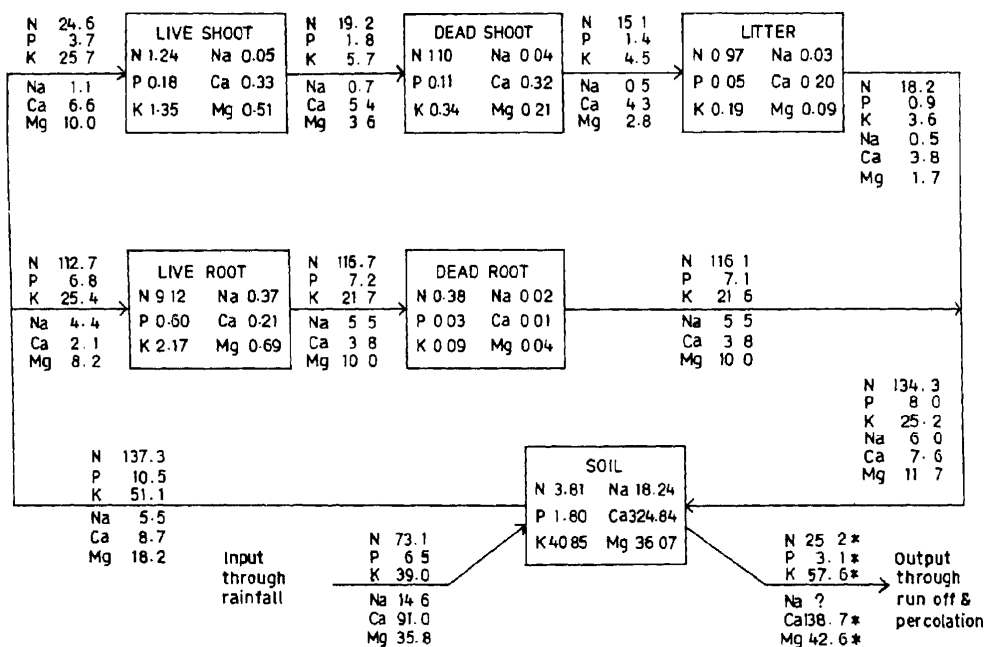 N 24.6
P 3.7
K 25.7
Na 1.1
Ca 6.6
Mg 10.0
LIVE SHOOT
N 1.24 Na 0.05
P 0.18 Ca 0.33
K 1.35 Mg 0.51
N 19.2
P 1.8
K 5.7
Na 0.7
Ca 5 4
Mg 3 6
DEAD SHOOT
N 1 10 Na 0 04
P 0.11 Ca 0.32
K 0.34 Mg 0 21
N 15 1
P 1.4
K 4.5
Na 0 5
Ca 4 3
Mg 2.8
LITTER
N 0 97 Na 0.03
P 0 05 Ca 0 20
K 0.19 Mg 0.09
N 18.2
P 0.9
K 3.6
Na 0.5
Ca 3.8
Mg 1.7
N 112.7
P 6.8
K 25.4
Na 4.4
Ca 2.1
Mg 8.2
LIVE ROOT
N 9 12 Na 0.37
P 0.60 Ca 0.21
K 2.17 Mg 0.69
N 115.7
P 7.2
K 21 7
Na 5 5
Ca 3 8
Mg 10 0
DEAD ROOT
N 0.38 Na 0 02
P 0 03 Ca 0 01
K 0 09 Mg 0 04
N 116 1
P 7.1
K 21 6
Na 5 5
Ca 3 8
Mg 10 0
N 134.3
P 8 0
K 25.2
Na 6 0
Ca 7 6
Mg 11 7
N 137.3
P 10.5
K 51.1
Na 5.5
Ca 8.7
Mg 18.2
SOIL
N 3.81 Na 18.24
P 1.80 Ca324.84
K40 85 Mg 36 07
Input
through
rainfall
N 73.1
P 6 5
K 39.0
Na 14 6
Ca 91.0
Mg 35.8
N 25 2*
P 3.1*
K 57.6*
Na ?
Ca138.7*
Mg 42.6*
Output
through
run off &
percolation